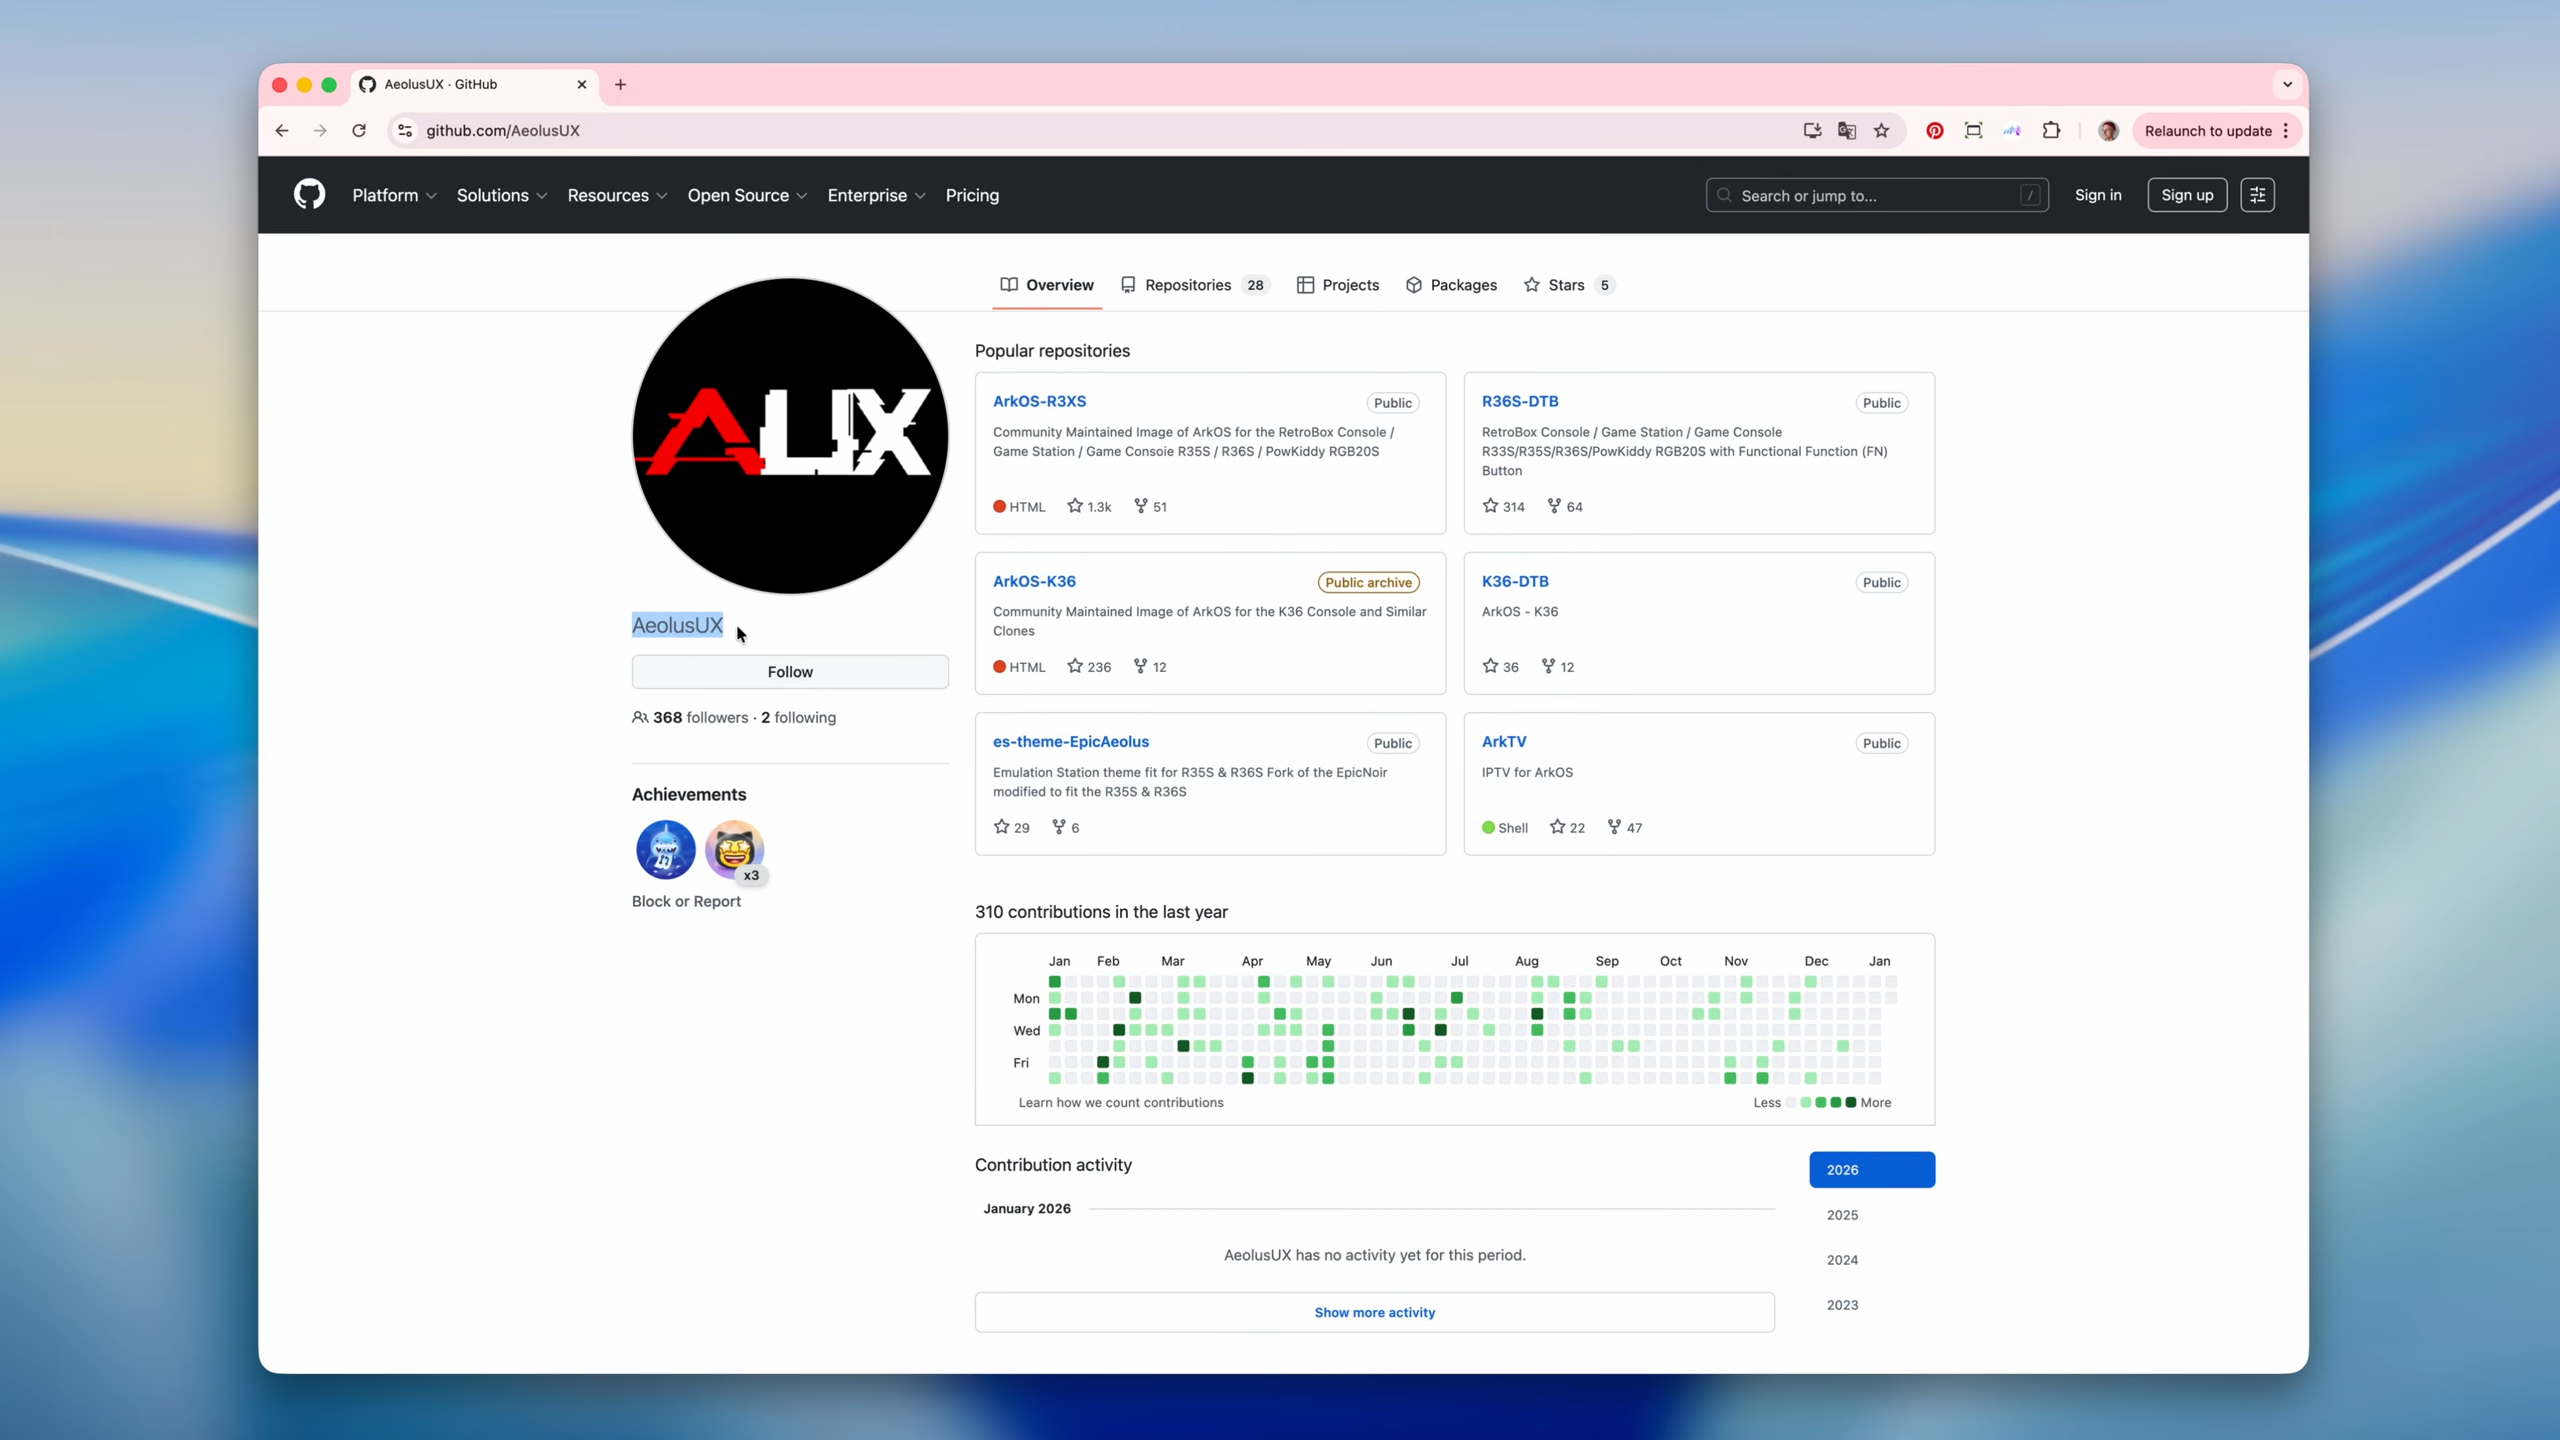 AeolusUX · GitHub
github.com/AeolusUX
Relaunch to update
Platform
Solutions
Resources
Open Source
Enterprise
Pricing
Search or jump to...
/
Sign in
Sign up
Overview
Repositories 28
Projects
Packages
Stars 5
ALUX
AeolusUX
Follow
368 followers · 2 following
Achievements
x3
Block or Report
Popular repositories
ArkOS-R3XS
Public
Community Maintained Image of ArkOS for the RetroBox Console /
Game Station / Game Consoie R35S / R36S / PowKiddy RGB20S
HTML 1.3k 51
R36S-DTB
Public
RetroBox Console / Game Station / Game Console
R33S/R35S/R36S/PowKiddy RGB20S with Functional Function (FN)
Button
314 64
ArkOS-K36
Public archive
Community Maintained Image of ArkOS for the K36 Console and Similar
Clones
HTML 236 12
K36-DTB
Public
ArkOS - K36
36 12
es-theme-EpicAeolus
Public
Emulation Station theme fit for R35S & R36S Fork of the EpicNoir
modified to fit the R35S & R36S
29 6
ArkTV
Public
IPTV for ArkOS
Shell 22 47
310 contributions in the last year
Jan Feb Mar Apr May Jun Jul Aug Sep Oct Nov Dec Jan
Mon
Wed
Fri
Learn how we count contributions
Less More
Contribution activity
2026
2025
2024
2023
January 2026
AeolusUX has no activity yet for this period.
Show more activity